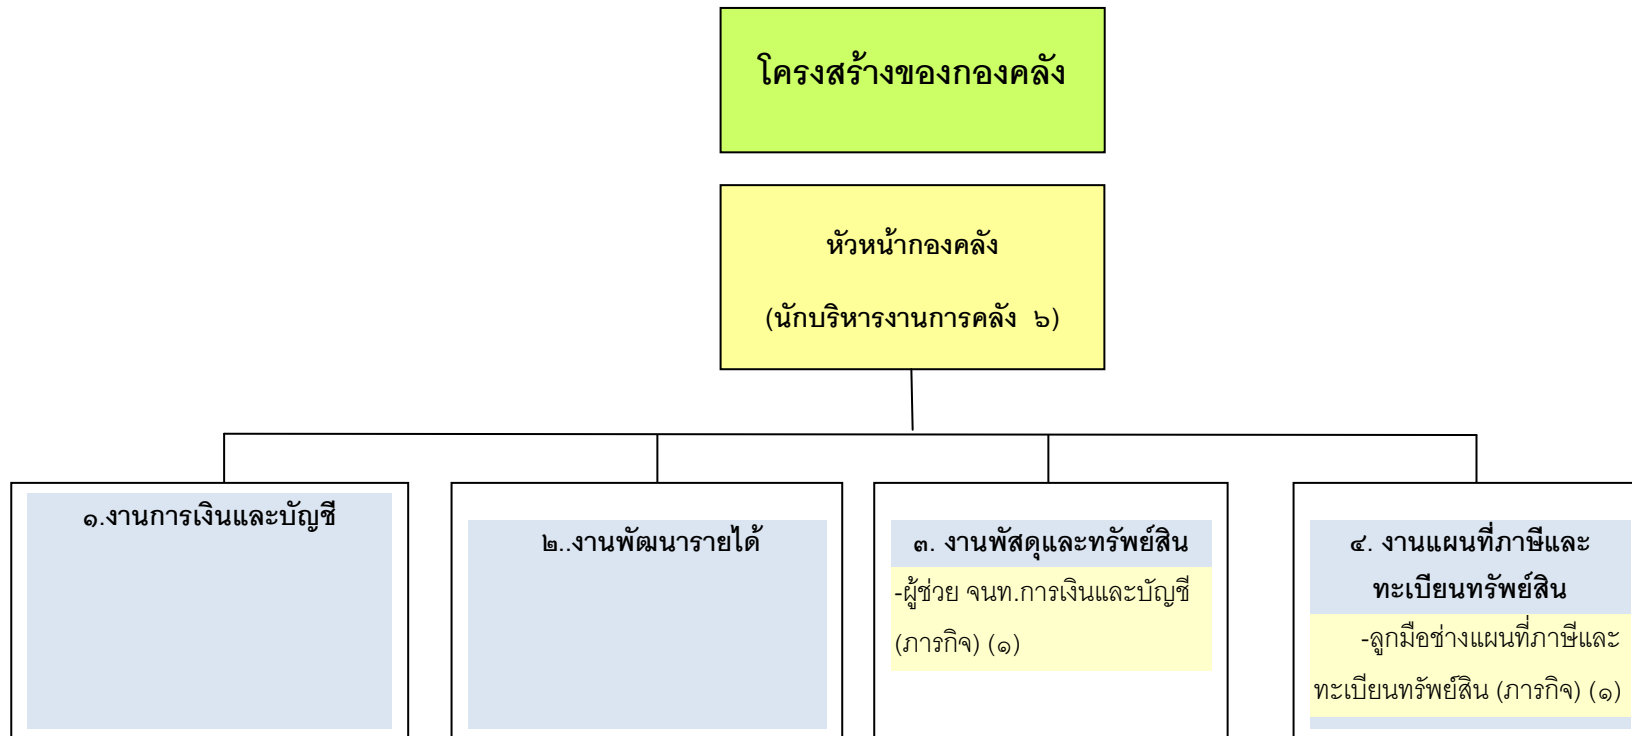 โครงสร้างของกองคลัง
หัวหน้ากองคลัง
(นักบริหารงานการคลัง ๖)
๑.งานการเงินและบัญชี
๒..งานพัฒนารายได้
๓. งานพัสดุและทรัพย์สิน
-ผู้ช่วย จนท.การเงินและบัญชี
(ภารกิจ) (๑)
๔. งานแผนที่ภาษีและ
ทะเบียนทรัพย์สิน
-ลูกมือช่างแผนที่ภาษีและ
ทะเบียนทรัพย์สิน (ภารกิจ) (๑)